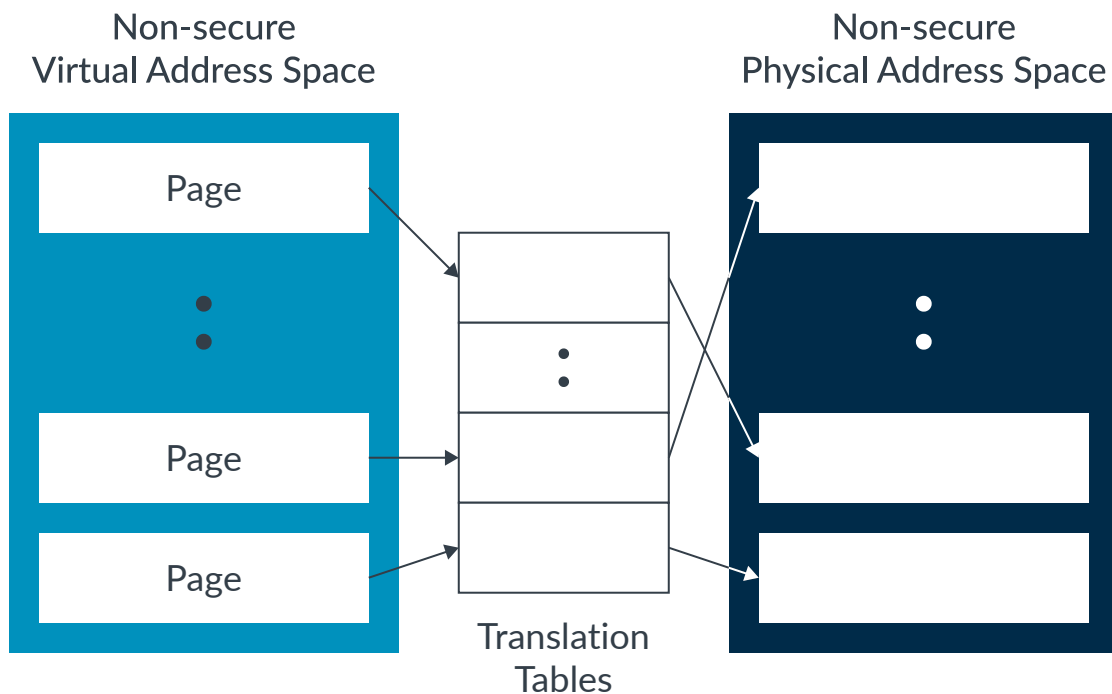 Non-secure
Virtual Address Space
Non-secure
Physical Address Space
Page
Page
Page
Translation
Tables